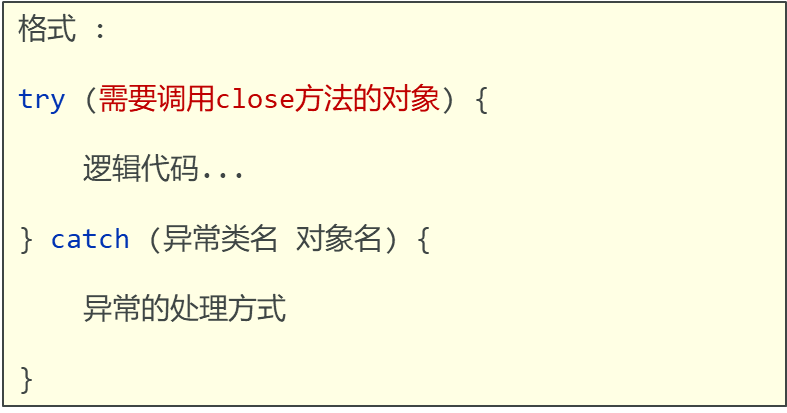 格式 :
try (需要调用close方法的对象) {
逻辑代码...
} catch (异常类名 对象名) {
异常的处理方式
}